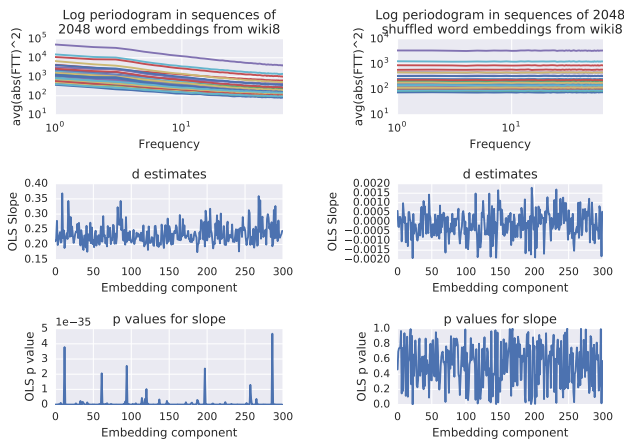 Log periodogram in sequences of
2048 word embeddings from wiki8
10^5
10^4
10^3
10^2
10^1
avg(abs(FTT)^2)
10^0 10^1
Frequency
Log periodogram in sequences of 2048
shuffled word embeddings from wiki8
10^4
10^3
10^2
10^1
avg(abs(FTT)^2)
10^0 10^1
Frequency
d estimates
0.40
0.35
0.30
0.25
0.20
0.15
OLS Slope
0 50 100 150 200 250 300
Embedding component
d estimates
0.0020
0.0015
0.0010
0.0005
0.0000
−0.0005
−0.0010
−0.0015
−0.0020
OLS Slope
0 50 100 150 200 250 300
Embedding component
p values for slope
1e−35
5
4
3
2
1
0
OLS p value
0 50 100 150 200 250 300
Embedding component
p values for slope
1.0
0.8
0.6
0.4
0.2
0.0
OLS p value
0 50 100 150 200 250 300
Embedding component